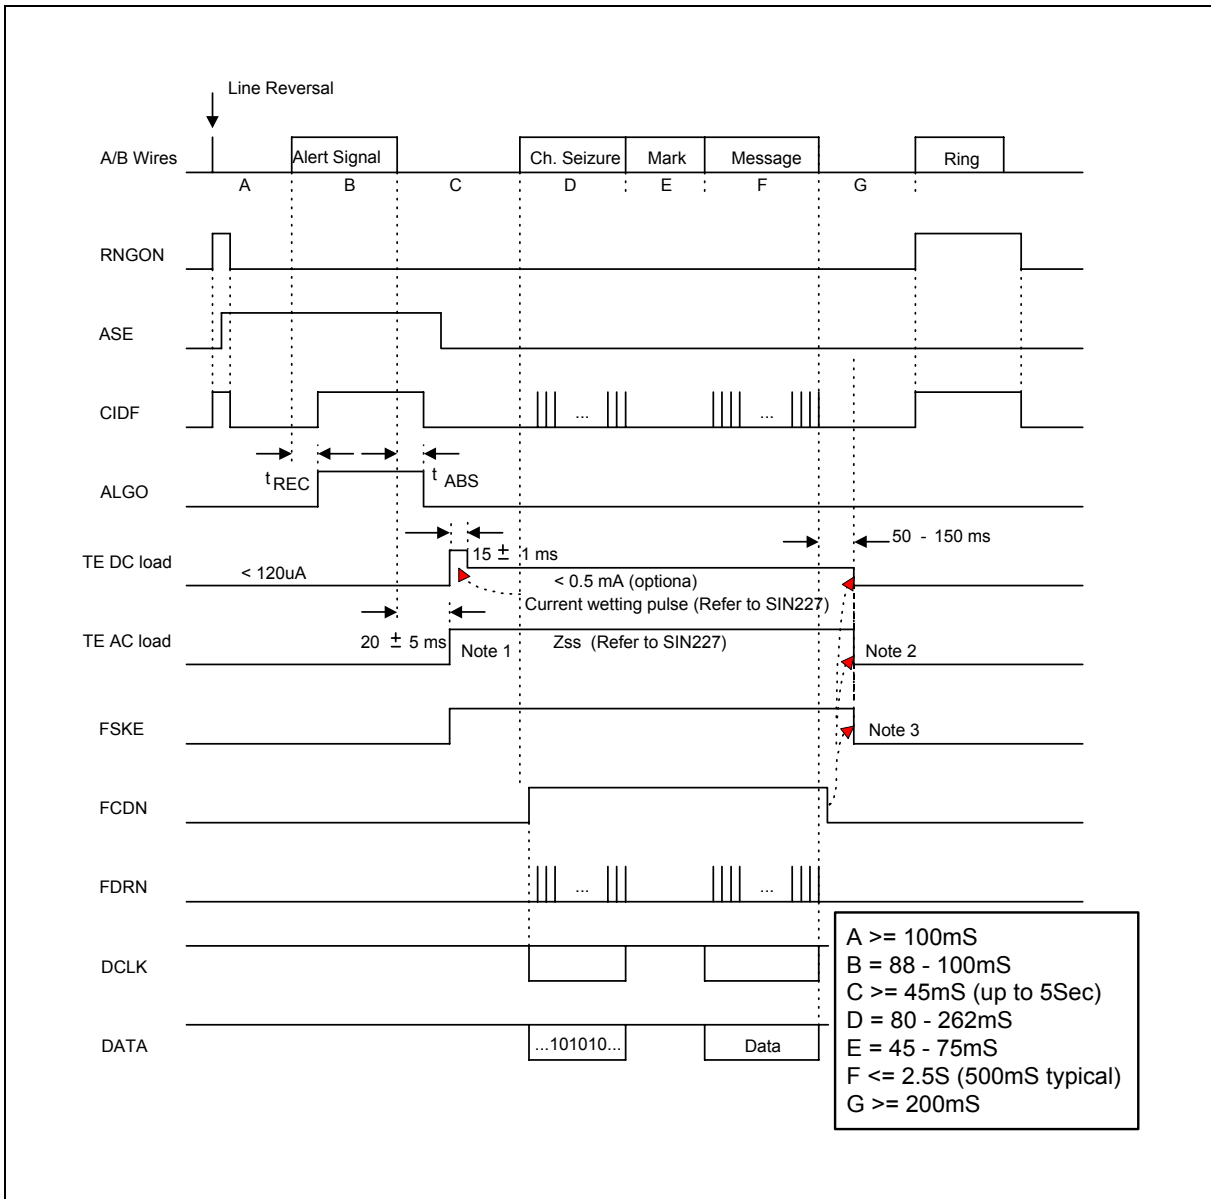 Line Reversal
A/B Wires
Alert Signal
Ch. Seizure
Mark
Message
Ring
A
B
C
D
E
F
G
RNGON
ASE
CIDF
... ...
tREC
t ABS
ALGO
50 - 150 ms
15 ± 1 ms
TE DC load
< 120uA
< 0.5 mA (optiona)
Current wetting pulse (Refer to SIN227)
TE AC load
20 ± 5 ms
Note 1
Zss (Refer to SIN227)
Note 2
FSKE
Note 3
FCDN
FDRN
... ...
DCLK
DATA
...101010...
Data
A >= 100mS
B = 88 - 100mS
C >= 45mS (up to 5Sec)
D = 80 - 262mS
E = 45 - 75mS
F <= 2.5S (500mS typical)
G >= 200mS